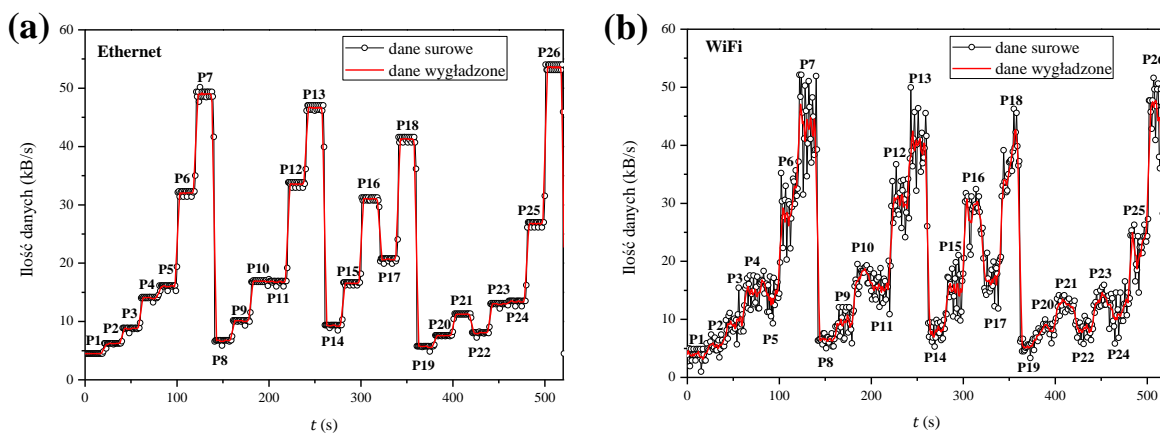 (a)
Ethernet
dane surowe
dane wygładzone
Ilość danych (kB/s)
60
50
40
30
20
10
0
P1
P2
P3
P4
P5
P6
P7
P8
P9
P10
P11
P12
P13
P14
P15
P16
P17
P18
P19
P20
P21
P22
P23
P24
P25
P26
0 100 200 300 400 500
t (s)
(b)
WiFi
dane surowe
dane wygładzone
Ilość danych (kB/s)
60
50
40
30
20
10
0
P1
P2
P3
P4
P5
P6
P7
P8
P9
P10
P11
P12
P13
P14
P15
P16
P17
P18
P19
P20
P21
P22
P23
P24
P25
P26
0 100 200 300 400 500
t (s)